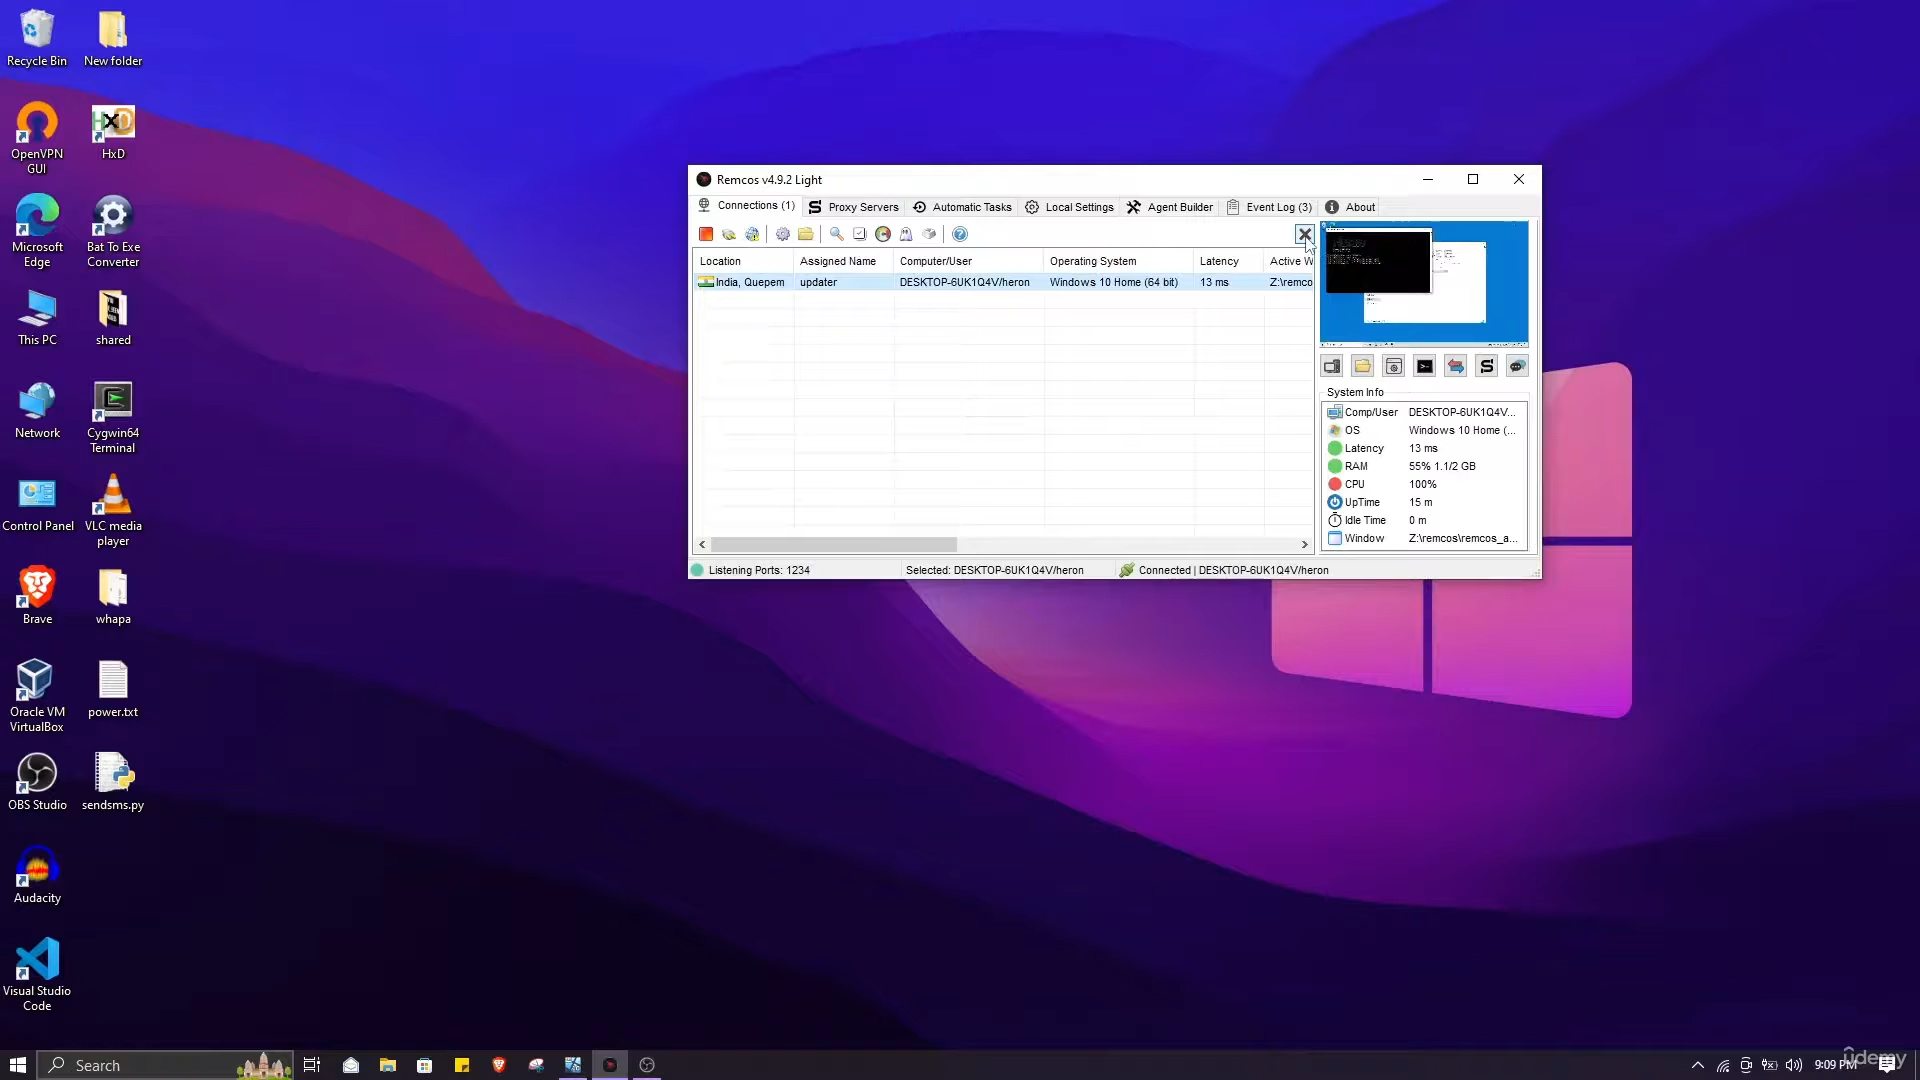 Recycle Bin
New folder
OpenVPN GUI
HxD
Microsoft Edge
Bat To Exe Converter
This PC
shared
Network
Cygwin64 Terminal
Control Panel
VLC media player
Brave
whapa
Oracle VM VirtualBox
power.txt
OBS Studio
sendsms.py
Audacity
Visual Studio Code
Remcos v4.9.2 Light
Connections (1)
Proxy Servers
Automatic Tasks
Local Settings
Agent Builder
Event Log (3)
About
Location
Assigned Name
Computer/User
Operating System
Latency
Active W
India, Quepem
updater
DESKTOP-6UK1Q4V/heron
Windows 10 Home (64 bit)
13 ms
Z:\remco
System Info
Comp/User DESKTOP-6UK1Q4V...
OS Windows 10 Home (...
Latency 13 ms
RAM 55% 1.1/2 GB
CPU 100%
UpTime 15 m
Idle Time 0 m
Window Z:\remcos\remcos_a...
Listening Ports: 1234
Selected: DESKTOP-6UK1Q4V/heron
Connected | DESKTOP-6UK1Q4V/heron
Search
9:09 PM
ûdemy